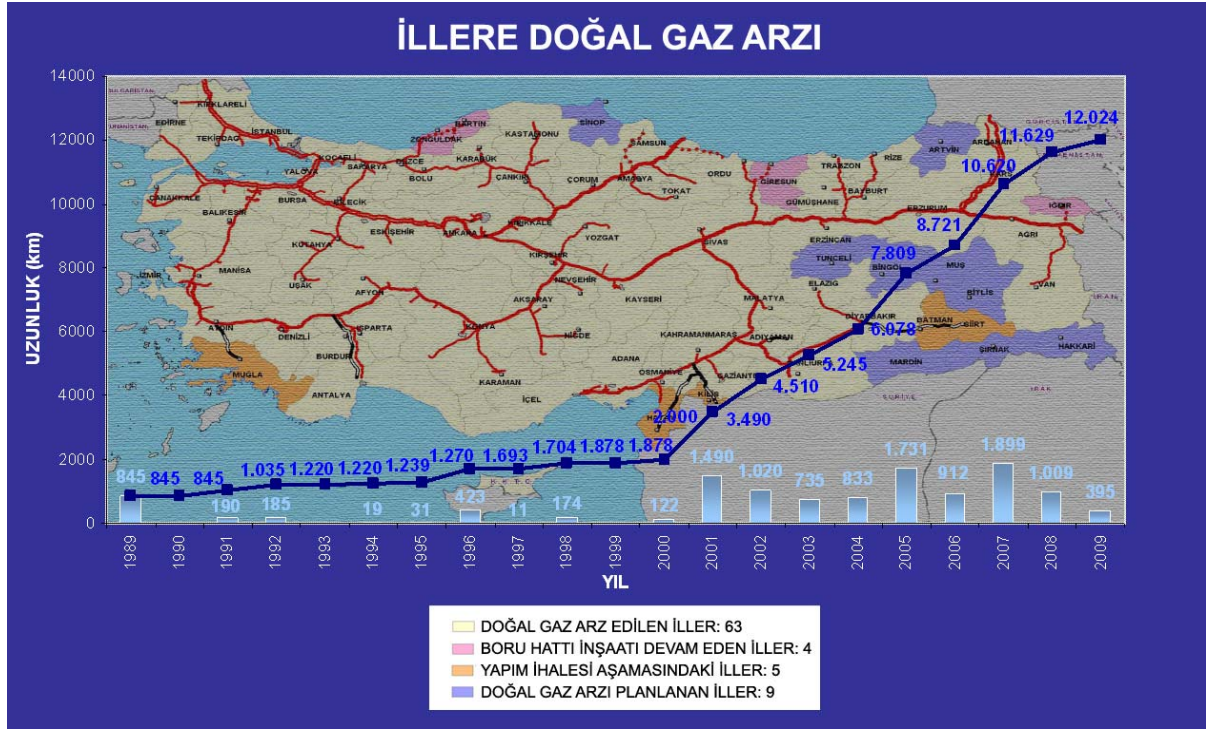 İLLERE DOĞAL GAZ ARZI
UZUNLUK (km)
14000
12000
10000
8000
6000
4000
2000
0
KIRKLARELİ
EDİRNE
TEKİRDAĞ
İSTANBUL
KOCAELİ
YALOVA
SAKARYA
DÜZCE
BOLU
ZONGULDAK
BARTIN
KARABÜK
KASTAMONU
SİNOP
ÇANKIRI
ÇORUM
SAMSUN
AMASYA
TOKAT
ORDU
GİRESUN
GÜMÜŞHANE
TRABZON
RİZE
BAYBURT
ARTVİN
ARDAHAN
KARS
IĞDIR
ERZURUM
AĞRI
ÇANAKKALE
BALIKESİR
BURSA
BİLECİK
ESKİŞEHİR
ANKARA
KIRIKKALE
YOZGAT
SİVAS
ERZİNCAN
TUNCELİ
BİNGÖL
MUŞ
BİTLİS
VAN
KÜTAHYA
KIRŞEHİR
NEVŞEHİR
KAYSERİ
MALATYA
ELAZIĞ
DİYARBAKIR
BATMAN
SİİRT
ŞIRNAK
HAKKARİ
İZMİR
MANİSA
UŞAK
AFYON
AKSARAY
KONYA
NİĞDE
KAHRAMANMARAŞ
ADIYAMAN
MARDİN
AYDIN
DENİZLİ
ISPARTA
BURDUR
MUĞLA
ANTALYA
KARAMAN
İÇEL
ADANA
OSMANİYE
GAZİANTEP
KİLİS
SURİYE
IRAK
İRAN
K.K.T.C.
845
845
845
1.035
1.220
1.220
1.239
1.270
1.693
1.704
1.878
1.878
2.000
3.490
4.510
5.245
6.078
7.809
8.721
10.620
11.629
12.024
190
185
19
31
423
11
174
122
1.490
1.020
735
833
1.731
912
1.899
1.009
395
1989
1990
1991
1992
1993
1994
1995
1996
1997
1998
1999
2000
2001
2002
2003
2004
2005
2006
2007
2008
2009
YIL
DOĞAL GAZ ARZ EDİLEN İLLER: 63
BORU HATTI İNŞAATI DEVAM EDEN İLLER: 4
YAPIM İHALESİ AŞAMASINDAKİ İLLER: 5
DOĞAL GAZ ARZI PLANLANAN İLLER: 9